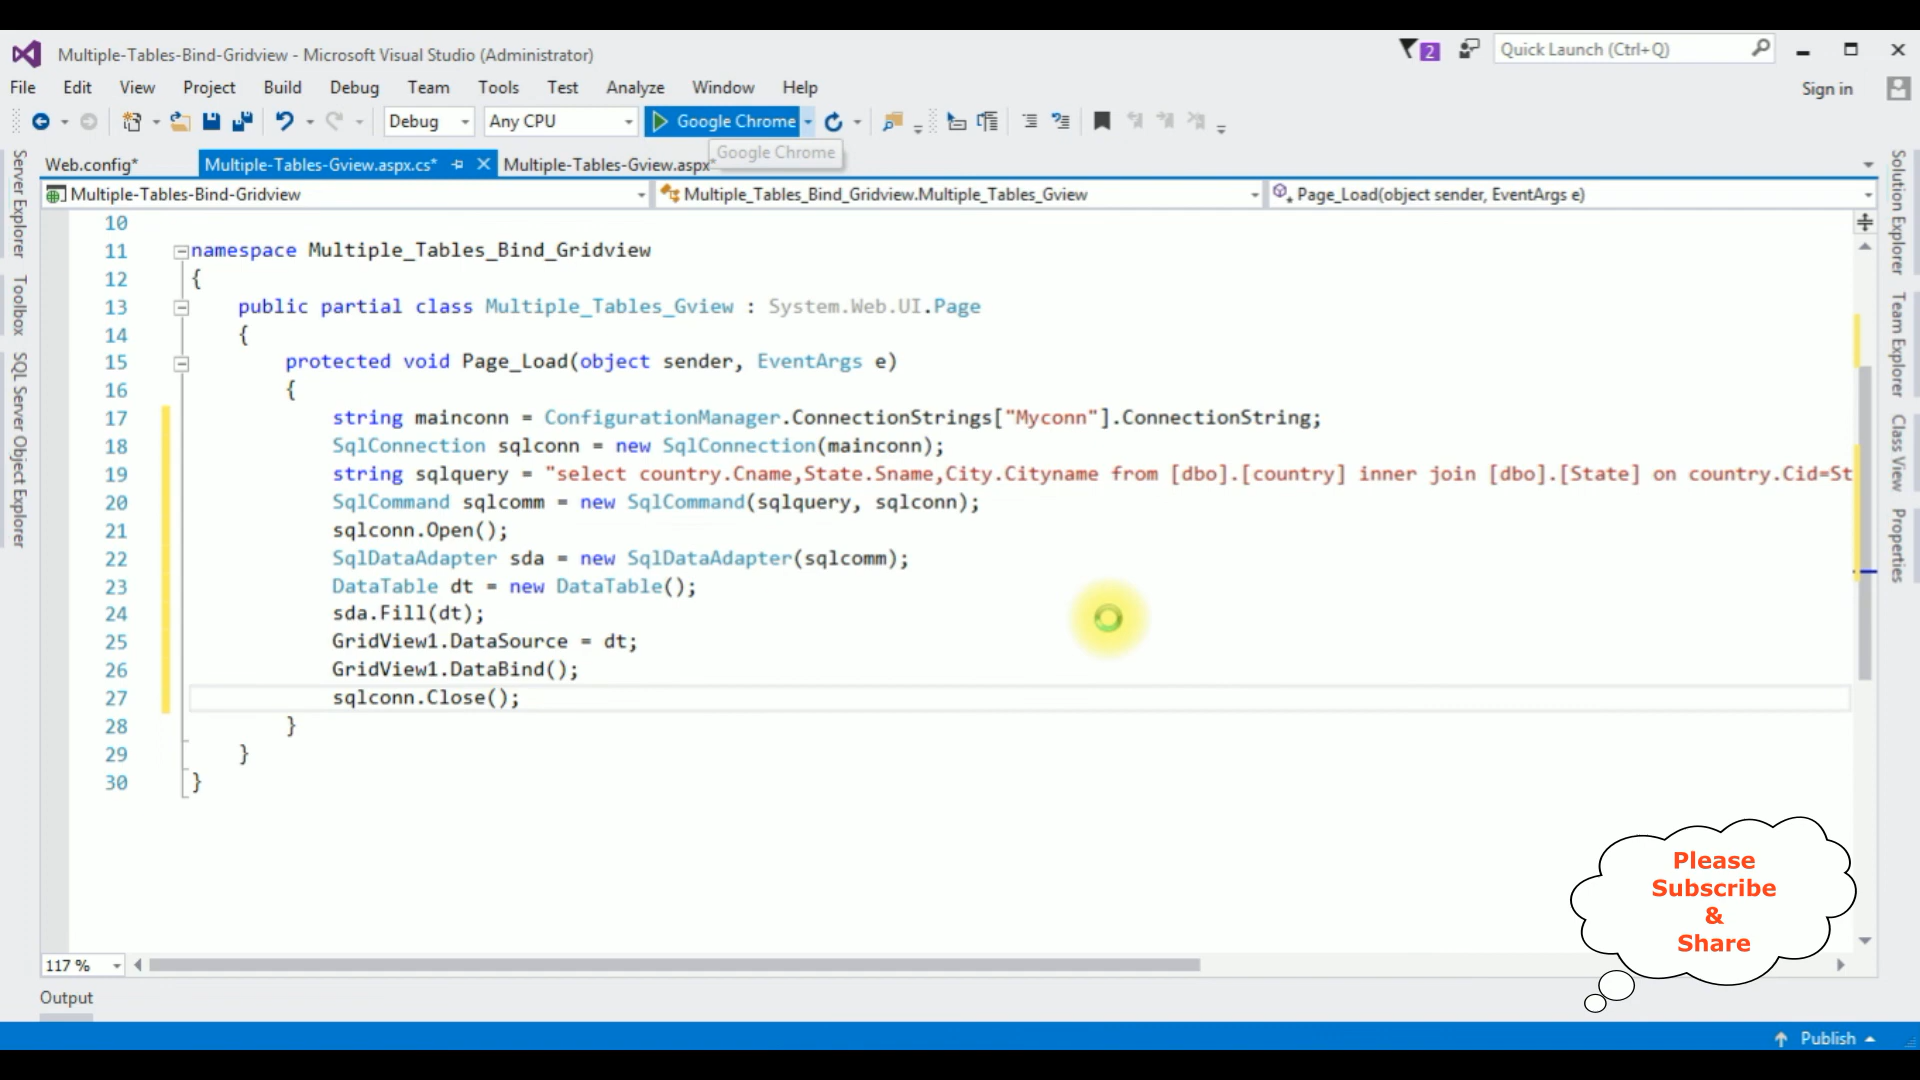 Multiple-Tables-Bind-Gridview - Microsoft Visual Studio (Administrator)
2
Quick Launch (Ctrl+Q)
File Edit View Project Build Debug Team Tools Test Analyze Window Help
Sign in
Debug Any CPU Google Chrome
Google Chrome
Web.config* Multiple-Tables-Gview.aspx.cs* Multiple-Tables-Gview.aspx*
Multiple-Tables-Bind-Gridview Multiple_Tables_Bind_Gridview.Multiple_Tables_Gview Page_Load(object sender, EventArgs e)
Server Explorer
Toolbox
SQL Server Object Explorer
10
11 namespace Multiple_Tables_Bind_Gridview
12 {
13 public partial class Multiple_Tables_Gview : System.Web.UI.Page
14 {
15 protected void Page_Load(object sender, EventArgs e)
16 {
17 string mainconn = ConfigurationManager.ConnectionStrings["Myconn"].ConnectionString;
18 SqlConnection sqlconn = new SqlConnection(mainconn);
19 string sqlquery = "select country.Cname,State.Sname,City.Cityname from [dbo].[country] inner join [dbo].[State] on country.Cid=St
20 SqlCommand sqlcomm = new SqlCommand(sqlquery, sqlconn);
21 sqlconn.Open();
22 SqlDataAdapter sda = new SqlDataAdapter(sqlcomm);
23 DataTable dt = new DataTable();
24 sda.Fill(dt);
25 GridView1.DataSource = dt;
26 GridView1.DataBind();
27 sqlconn.Close();
28 }
29 }
30 }
Solution Explorer
Team Explorer
Class View
Properties
Please
Subscribe
&
Share
117 %
Output
Publish